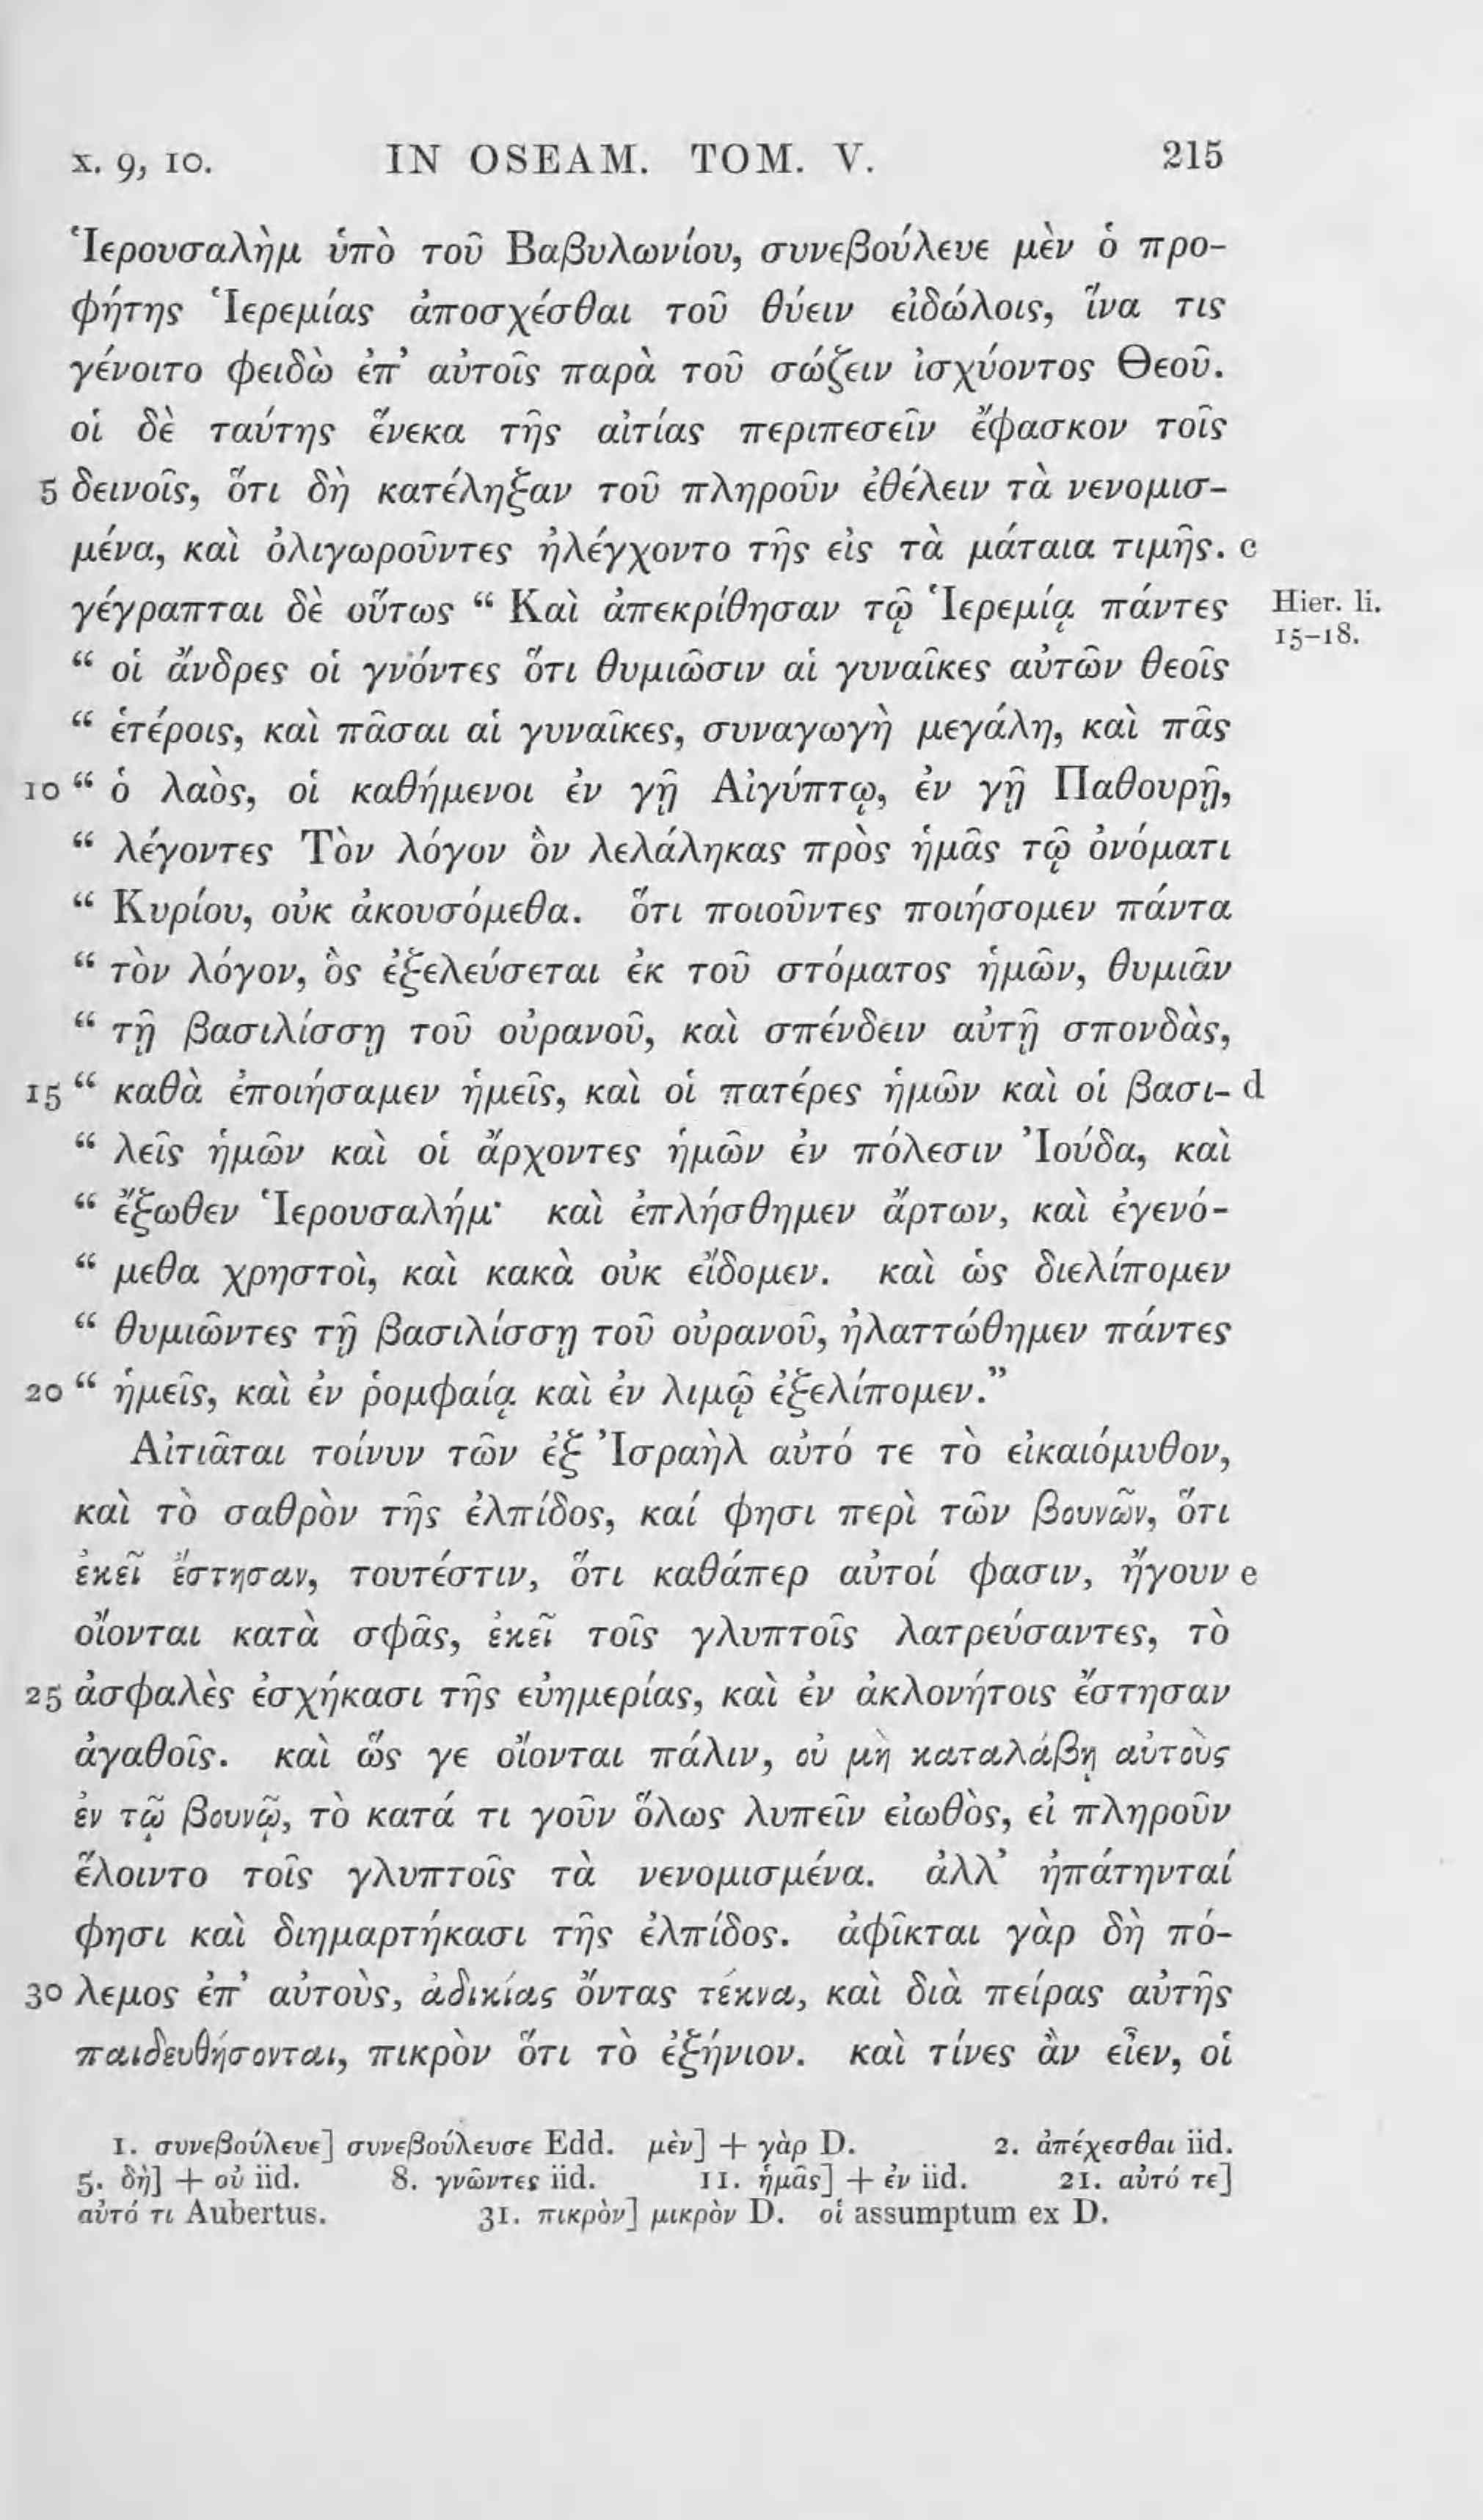 x. 9, 10. IN OSEAM. TOM. V. 215
Ἱερουσαλὴμ ὑπὸ τοῦ Βαβυλωνίου, συνεβούλευε μὲν ὁ προ-
φήτης Ἱερεμίας ἀποσχέσθαι τοῦ θύειν εἰδώλοις, ἵνα τις
γένοιτο φειδὼ ἐπ’ αὐτοῖς παρὰ τοῦ σώζειν ἰσχύοντος Θεοῦ.
οἱ δὲ ταύτης ἕνεκα τῆς αἰτίας περιπεσεῖν ἔφασκον τοῖς
5 δεινοῖς, ὅτι δὴ κατέληξαν τοῦ πληροῦν ἐθέλειν τὰ νενομισ-
μένα, καὶ ὀλιγωροῦντες ἠλέγχοντο τῆς εἰς τὰ μάταια τιμῆς. c
γέγραπται δὲ οὕτως “ Καὶ ἀπεκρίθησαν τῷ Ἱερεμίᾳ πάντες Hier. li.
15-18.
“ οἱ ἄνδρες οἱ γνόντες ὅτι θυμιῶσιν αἱ γυναῖκες αὐτῶν θεοῖς
“ ἑτέροις, καὶ πᾶσαι αἱ γυναῖκες, συναγωγὴ μεγάλη, καὶ πᾶς
10 “ ὁ λαὸς, οἱ καθήμενοι ἐν γῇ Αἰγύπτῳ, ἐν γῇ Παθουρῇ,
“ λέγοντες Τὸν λόγον ὃν λελάληκας πρὸς ἡμᾶς τῷ ὀνόματι
“ Κυρίου, οὐκ ἀκουσόμεθα. ὅτι ποιοῦντες ποιήσομεν πάντα
“ τὸν λόγον, ὃς ἐξελεύσεται ἐκ τοῦ στόματος ἡμῶν, θυμιᾶν
“ τῇ βασιλίσσῃ τοῦ οὐρανοῦ, καὶ σπένδειν αὐτῇ σπονδὰς,
15 “ καθὰ ἐποιήσαμεν ἡμεῖς, καὶ οἱ πατέρες ἡμῶν καὶ οἱ βασι- d
“ λεῖς ἡμῶν καὶ οἱ ἄρχοντες ἡμῶν ἐν πόλεσιν Ἰούδα, καὶ
“ ἔξωθεν Ἱερουσαλήμ· καὶ ἐπλήσθημεν ἄρτων, καὶ ἐγενό-
“ μεθα χρηστοὶ, καὶ κακὰ οὐκ εἴδομεν. καὶ ὡς διελίπομεν
“ θυμιῶντες τῇ βασιλίσσῃ τοῦ οὐρανοῦ, ἠλαττώθημεν πάντες
20 “ ἡμεῖς, καὶ ἐν ῥομφαίᾳ καὶ ἐν λιμῷ ἐξελίπομεν.”
Αἰτιᾶται τοίνυν τῶν ἐξ Ἰσραὴλ αὐτό τε τὸ εἰκαιόμυθον,
καὶ τὸ σαθρὸν τῆς ἐλπίδος, καί φησι περὶ τῶν βουνῶν, ὅτι
ἐκεῖ ἔστησαν, τουτέστιν, ὅτι καθάπερ αὐτοί φασιν, ἤγουν e
οἴονται κατὰ σφᾶς, ἐκεῖ τοῖς γλυπτοῖς λατρεύσαντες, τὸ
25 ἀσφαλὲς ἐσχήκασι τῆς εὐημερίας, καὶ ἐν ἀκλονήτοις ἔστησαν
ἀγαθοῖς. καὶ ὥς γε οἴονται πάλιν, οὐ μὴ καταλάβῃ αὐτοὺς
ἐν τῷ βουνῷ, τὸ κατά τι γοῦν ὅλως λυπεῖν εἰωθὸς, εἰ πληροῦν
ἕλοιντο τοῖς γλυπτοῖς τὰ νενομισμένα. ἀλλ’ ἠπάτηνταί
φησι καὶ διημαρτήκασι τῆς ἐλπίδος. ἀφῖκται γὰρ δὴ πό-
30 λεμος ἐπ’ αὐτοὺς, ἀδικίας ὄντας τέκνα, καὶ διὰ πείρας αὐτῆς
παιδευθήσονται, πικρὸν ὅτι τὸ ἐξήνιον. καὶ τίνες ἂν εἶεν, οἱ
1. συνεβούλευε] συνεβούλευσε Edd. μὲν] + γὰρ D. 2. ἀπέχεσθαι iid.
5. δὴ] + οὐ iid. 8. γνῶντες iid. 11. ἡμᾶς] + ἐν iid. 21. αὐτό τε]
αὐτό τι Aubertus. 31. πικρὸν] μικρὸν D. οἱ assumptum ex D.